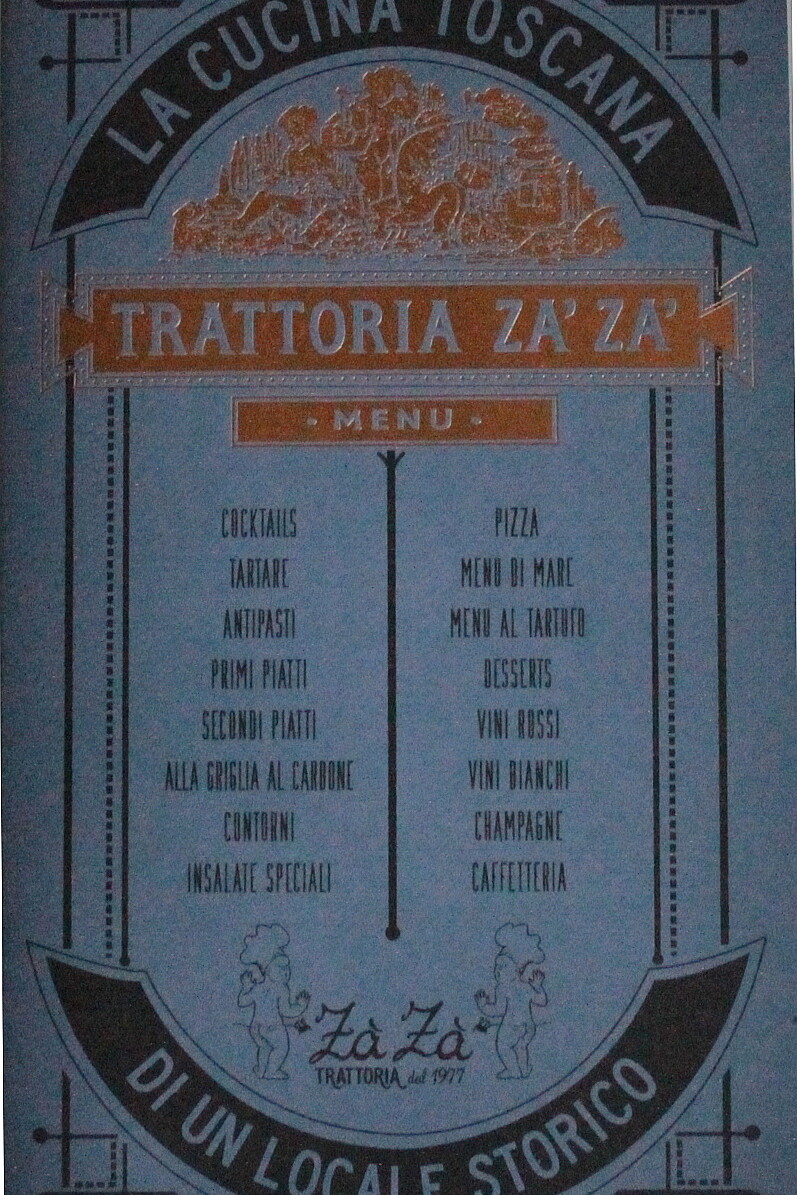 LA CUCINA TOSCANA
TRATTORIA ZA' ZA'
· MENU ·
COCKTAILS
TARTARE
ANTIPASTI
PRIMI PIATTI
SECONDI PIATTI
ALLA GRIGLIA AL CARBONE
CONTORNI
INSALATE SPECIALI
PIZZA
MENU DI MARE
MENU AL TARTUFO
DESSERTS
VINI ROSSI
VINI BIANCHI
CHAMPAGNE
CAFFETTERIA
Zà Zà
TRATTORIA dal 1977
DI UN LOCALE STORICO